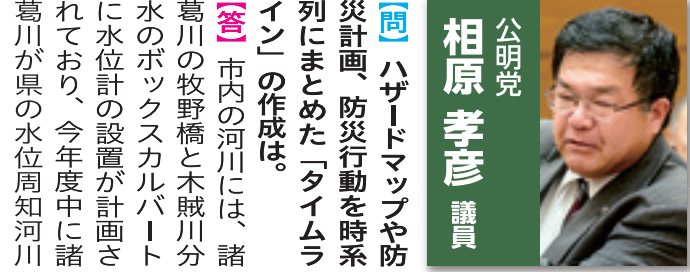 公明党
相原 孝彦 議員
【問】 ハザードマップや防
災計画、防災行動を時系
列にまとめた「タイムラ
イン」の作成は。
【答】 市内の河川には、諸
葛川の牧野橋と木賊川分
水のボックスカルバート
に水位計の設置が計画さ
れており、今年度中に諸
葛川が県の水位周知河川